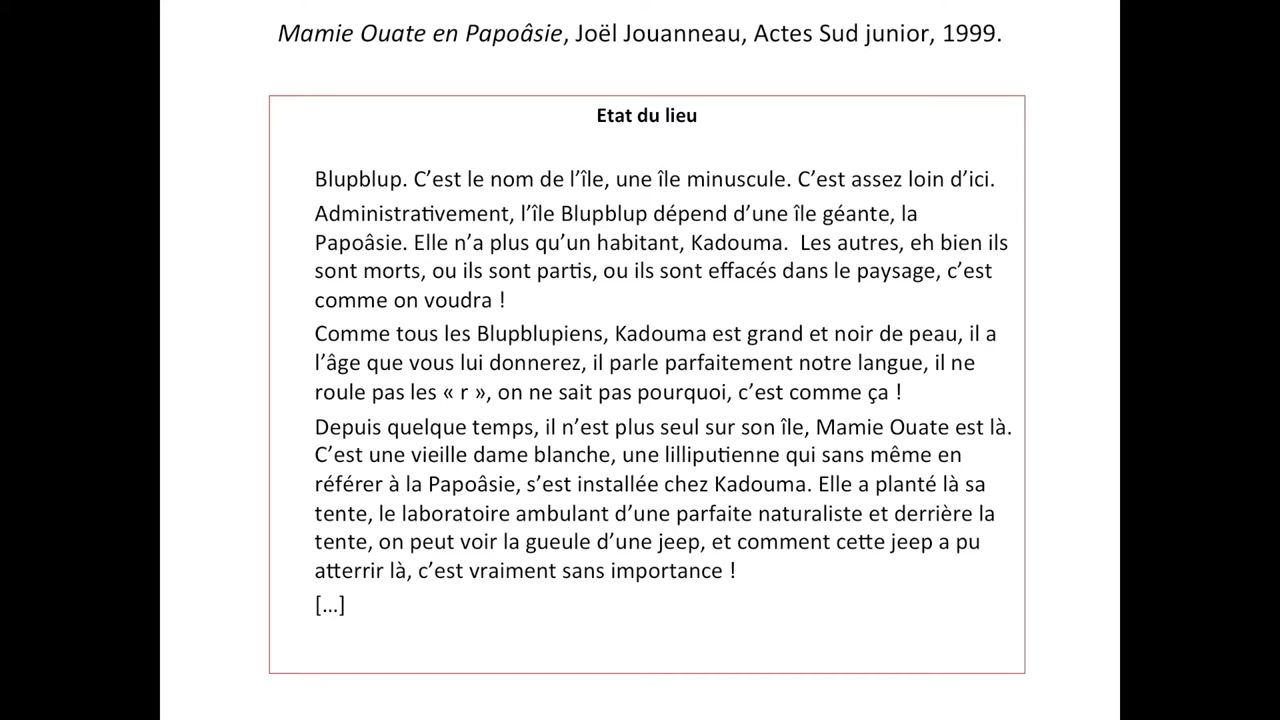 Mamie Ouate en Papoâsie, Joël Jouanneau, Actes Sud junior, 1999.
Etat du lieu
Blupblup. C’est le nom de l’île, une île minuscule. C’est assez loin d’ici.
Administrativement, l’île Blupblup dépend d’une île géante, la
Papoâsie. Elle n’a plus qu’un habitant, Kadouma.  Les autres, eh bien ils
sont morts, ou ils sont partis, ou ils sont effacés dans le paysage, c’est
comme on voudra !
Comme tous les Blupblupiens, Kadouma est grand et noir de peau, il a
l’âge que vous lui donnerez, il parle parfaitement notre langue, il ne
roule pas les « r », on ne sait pas pourquoi, c’est comme ça !
Depuis quelque temps, il n’est plus seul sur son île, Mamie Ouate est là.
C’est une vieille dame blanche, une lilliputienne qui sans même en
référer à la Papoâsie, s’est installée chez Kadouma. Elle a planté là sa
tente, le laboratoire ambulant d’une parfaite naturaliste et derrière la
tente, on peut voir la gueule d’une jeep, et comment cette jeep a pu
atterrir là, c’est vraiment sans importance !
[…]